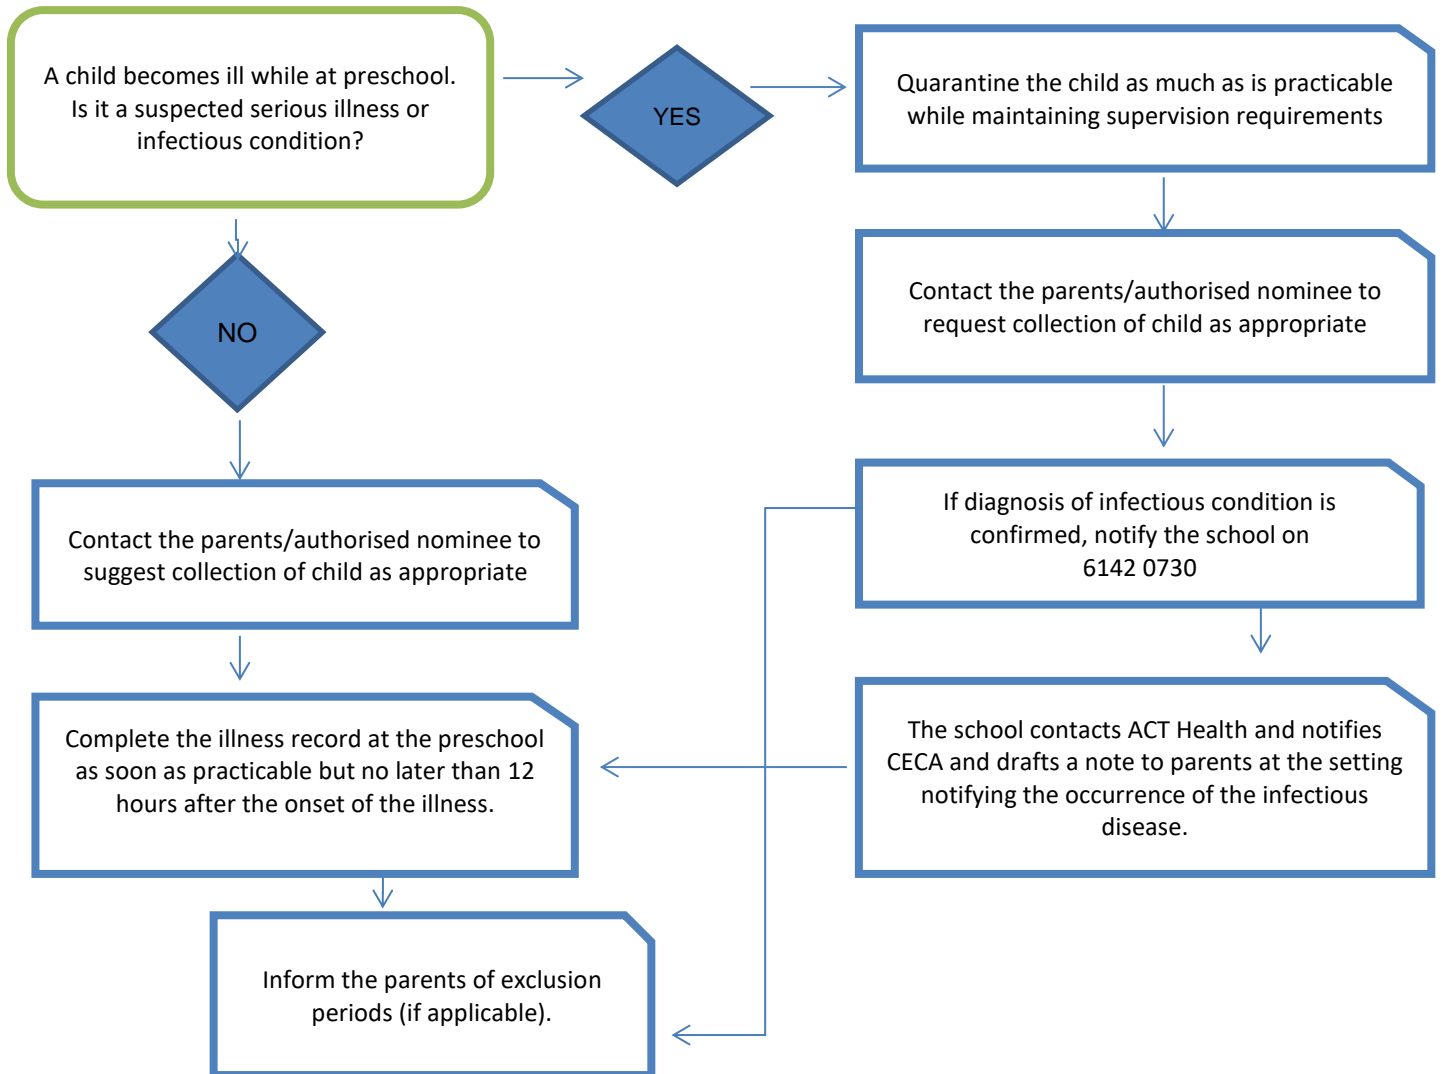 A child becomes ill while at preschool.
Is it a suspected serious illness or
infectious condition?
YES
Quarantine the child as much as is practicable
while maintaining supervision requirements
Contact the parents/authorised nominee to
request collection of child as appropriate
If diagnosis of infectious condition is
confirmed, notify the school on
6142 0730
The school contacts ACT Health and notifies
CECA and drafts a note to parents at the setting
notifying the occurrence of the infectious
disease.
NO
Contact the parents/authorised nominee to
suggest collection of child as appropriate
Complete the illness record at the preschool
as soon as practicable but no later than 12
hours after the onset of the illness.
Inform the parents of exclusion
periods (if applicable).